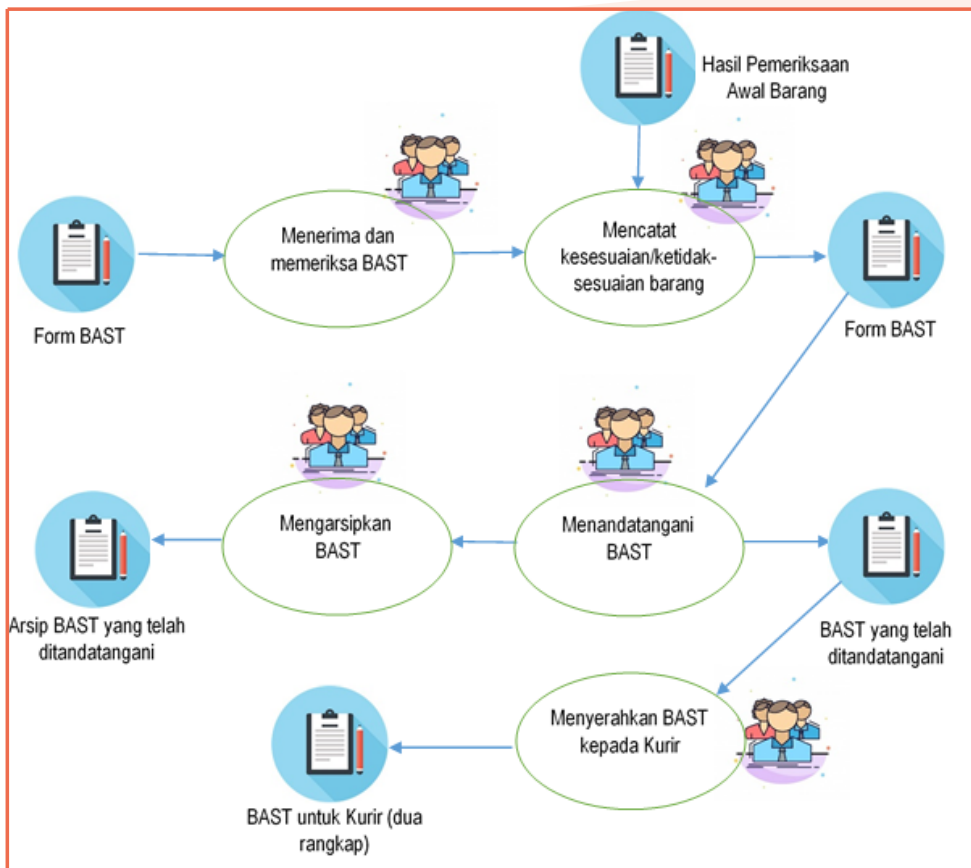 Hasil Pemeriksaan
Awal Barang
Menerima dan
memeriksa BAST
Mencatat
kesesuaian/ketidak-
sesuaian barang
Form BAST
Form BAST
Mengarsipkan
BAST
Menandatangani
BAST
Arsip BAST yang telah
ditandatangani
BAST yang telah
ditandatangani
Menyerahkan BAST
kepada Kurir
BAST untuk Kurir (dua
rangkap)